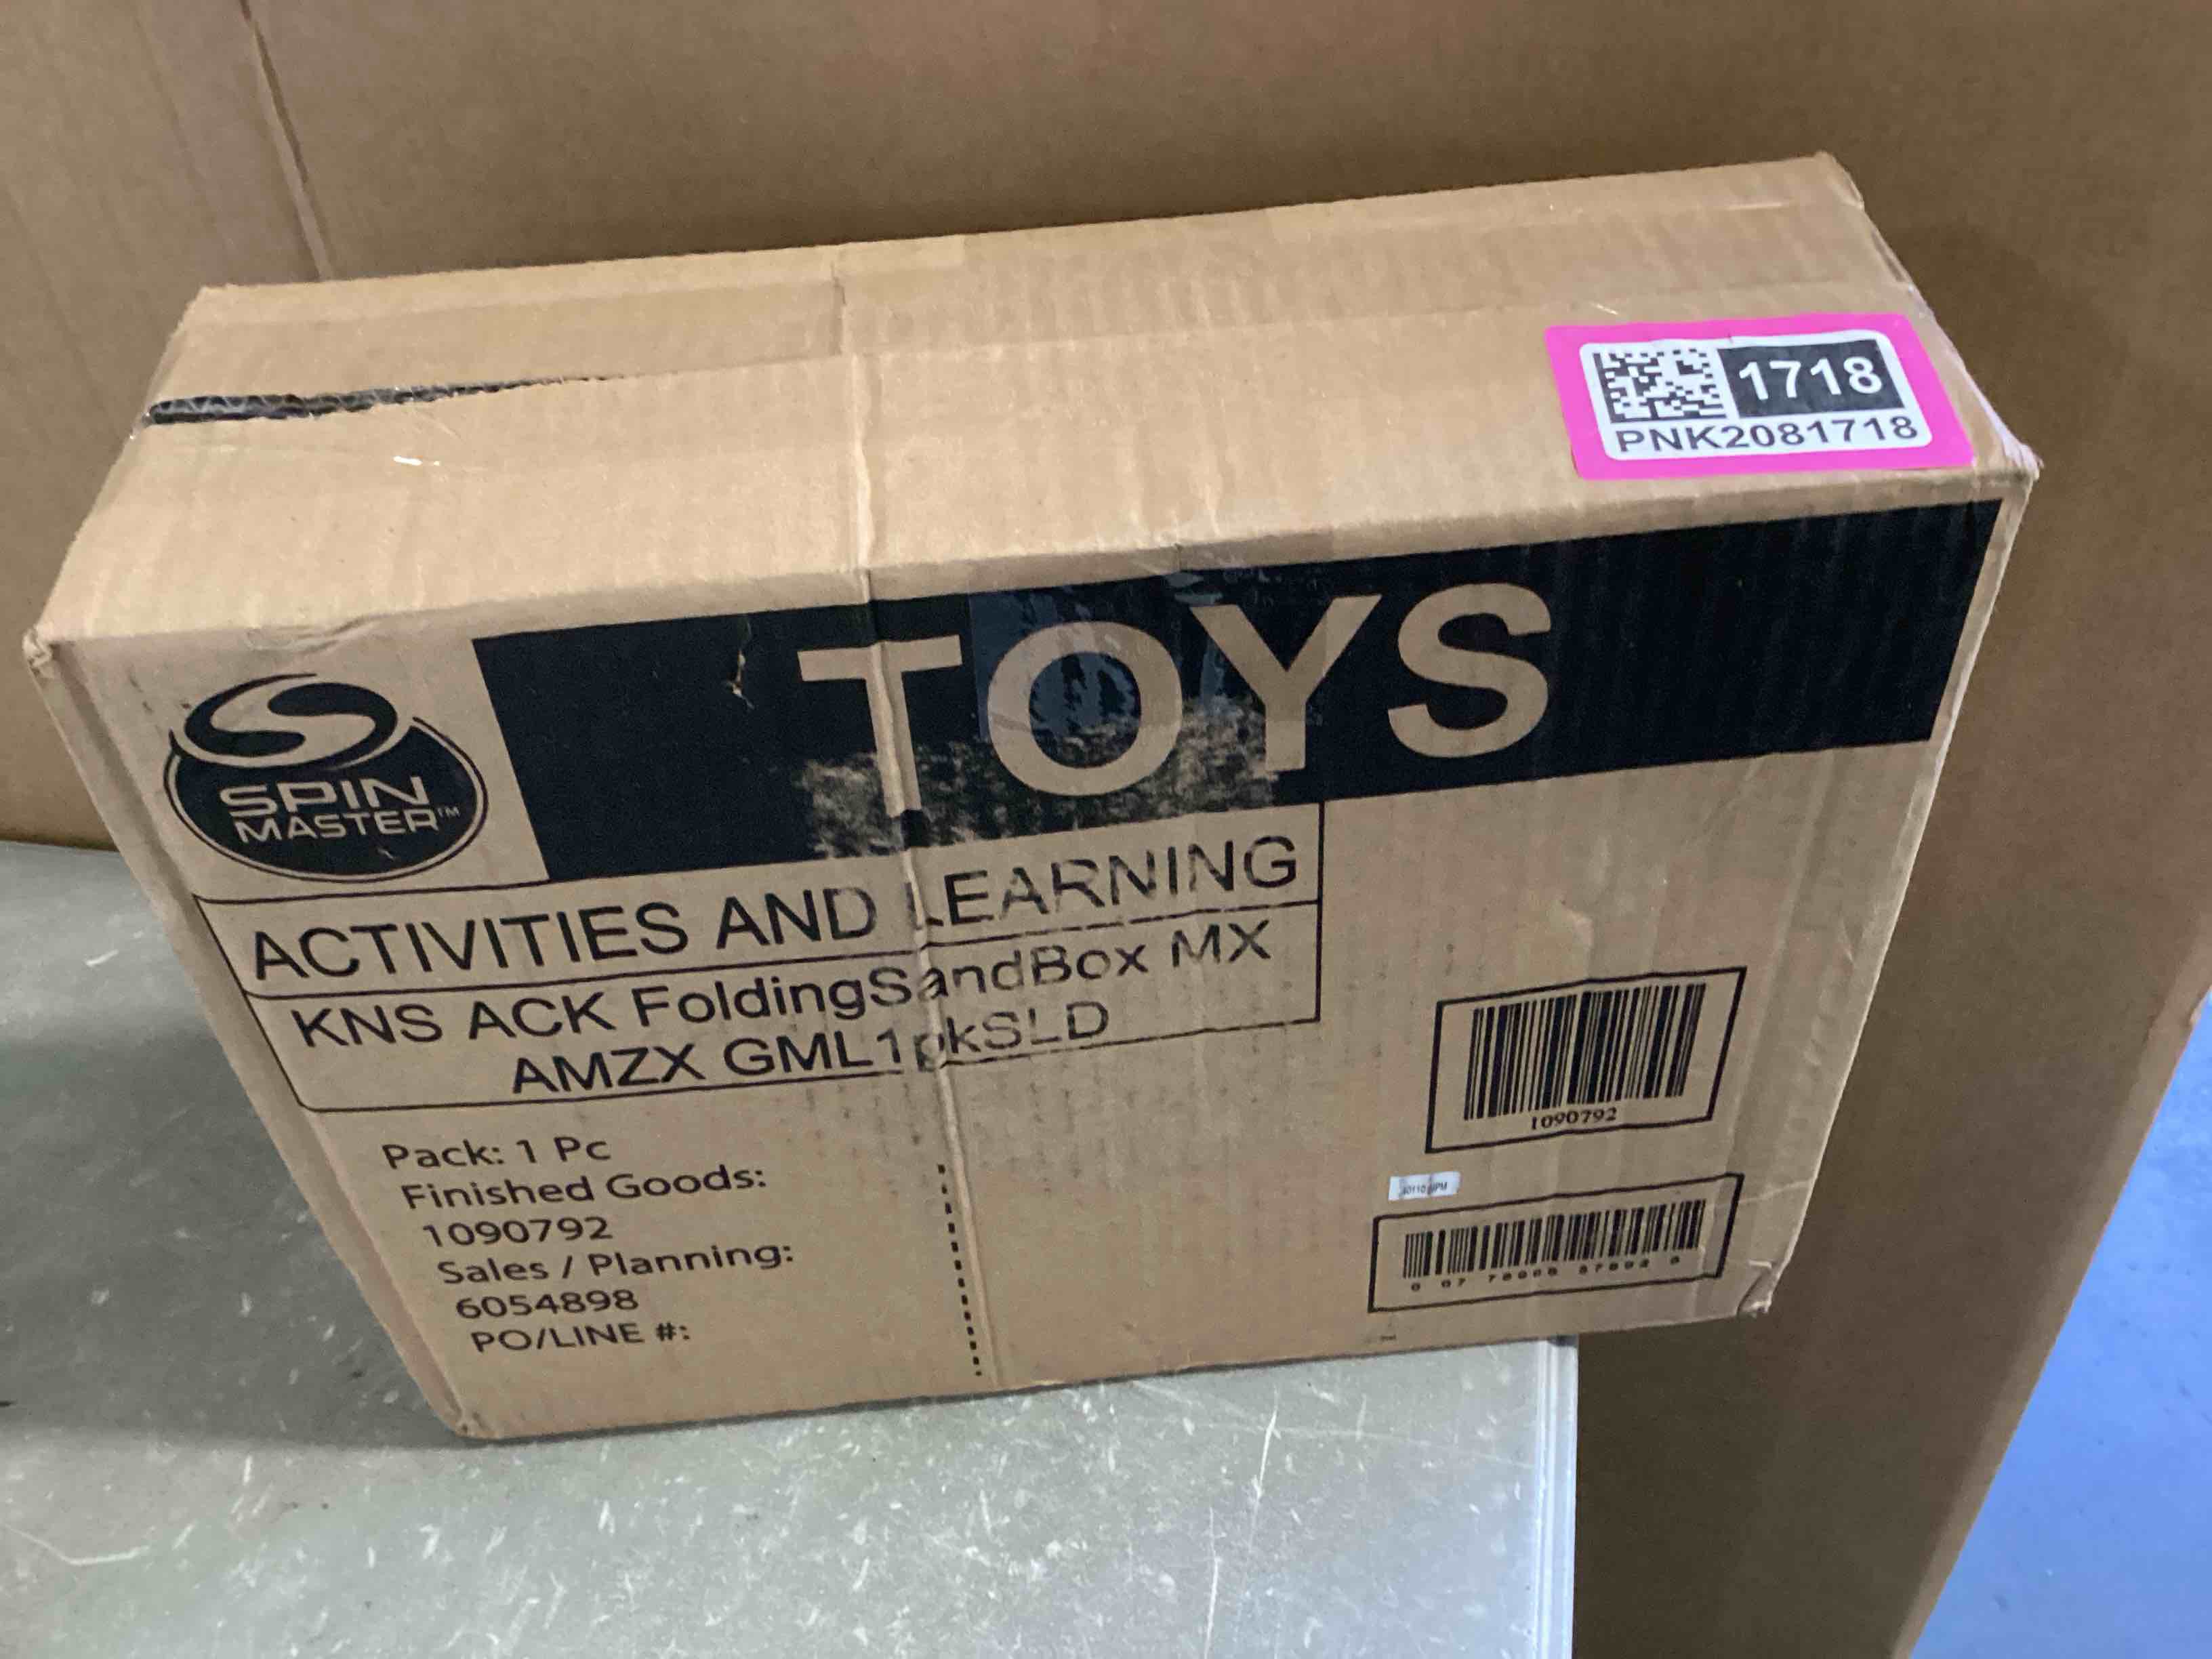 1718
PNK2081718
TOYS
SPIN
MASTER™
ACTIVITIES AND LEARNING
KNS ACK FoldingSandBox MX
AMZX GML1pkSLD
Pack: 1 Pc
Finished Goods:
1090792
Sales / Planning:
6054898
PO/LINE #:
1090792